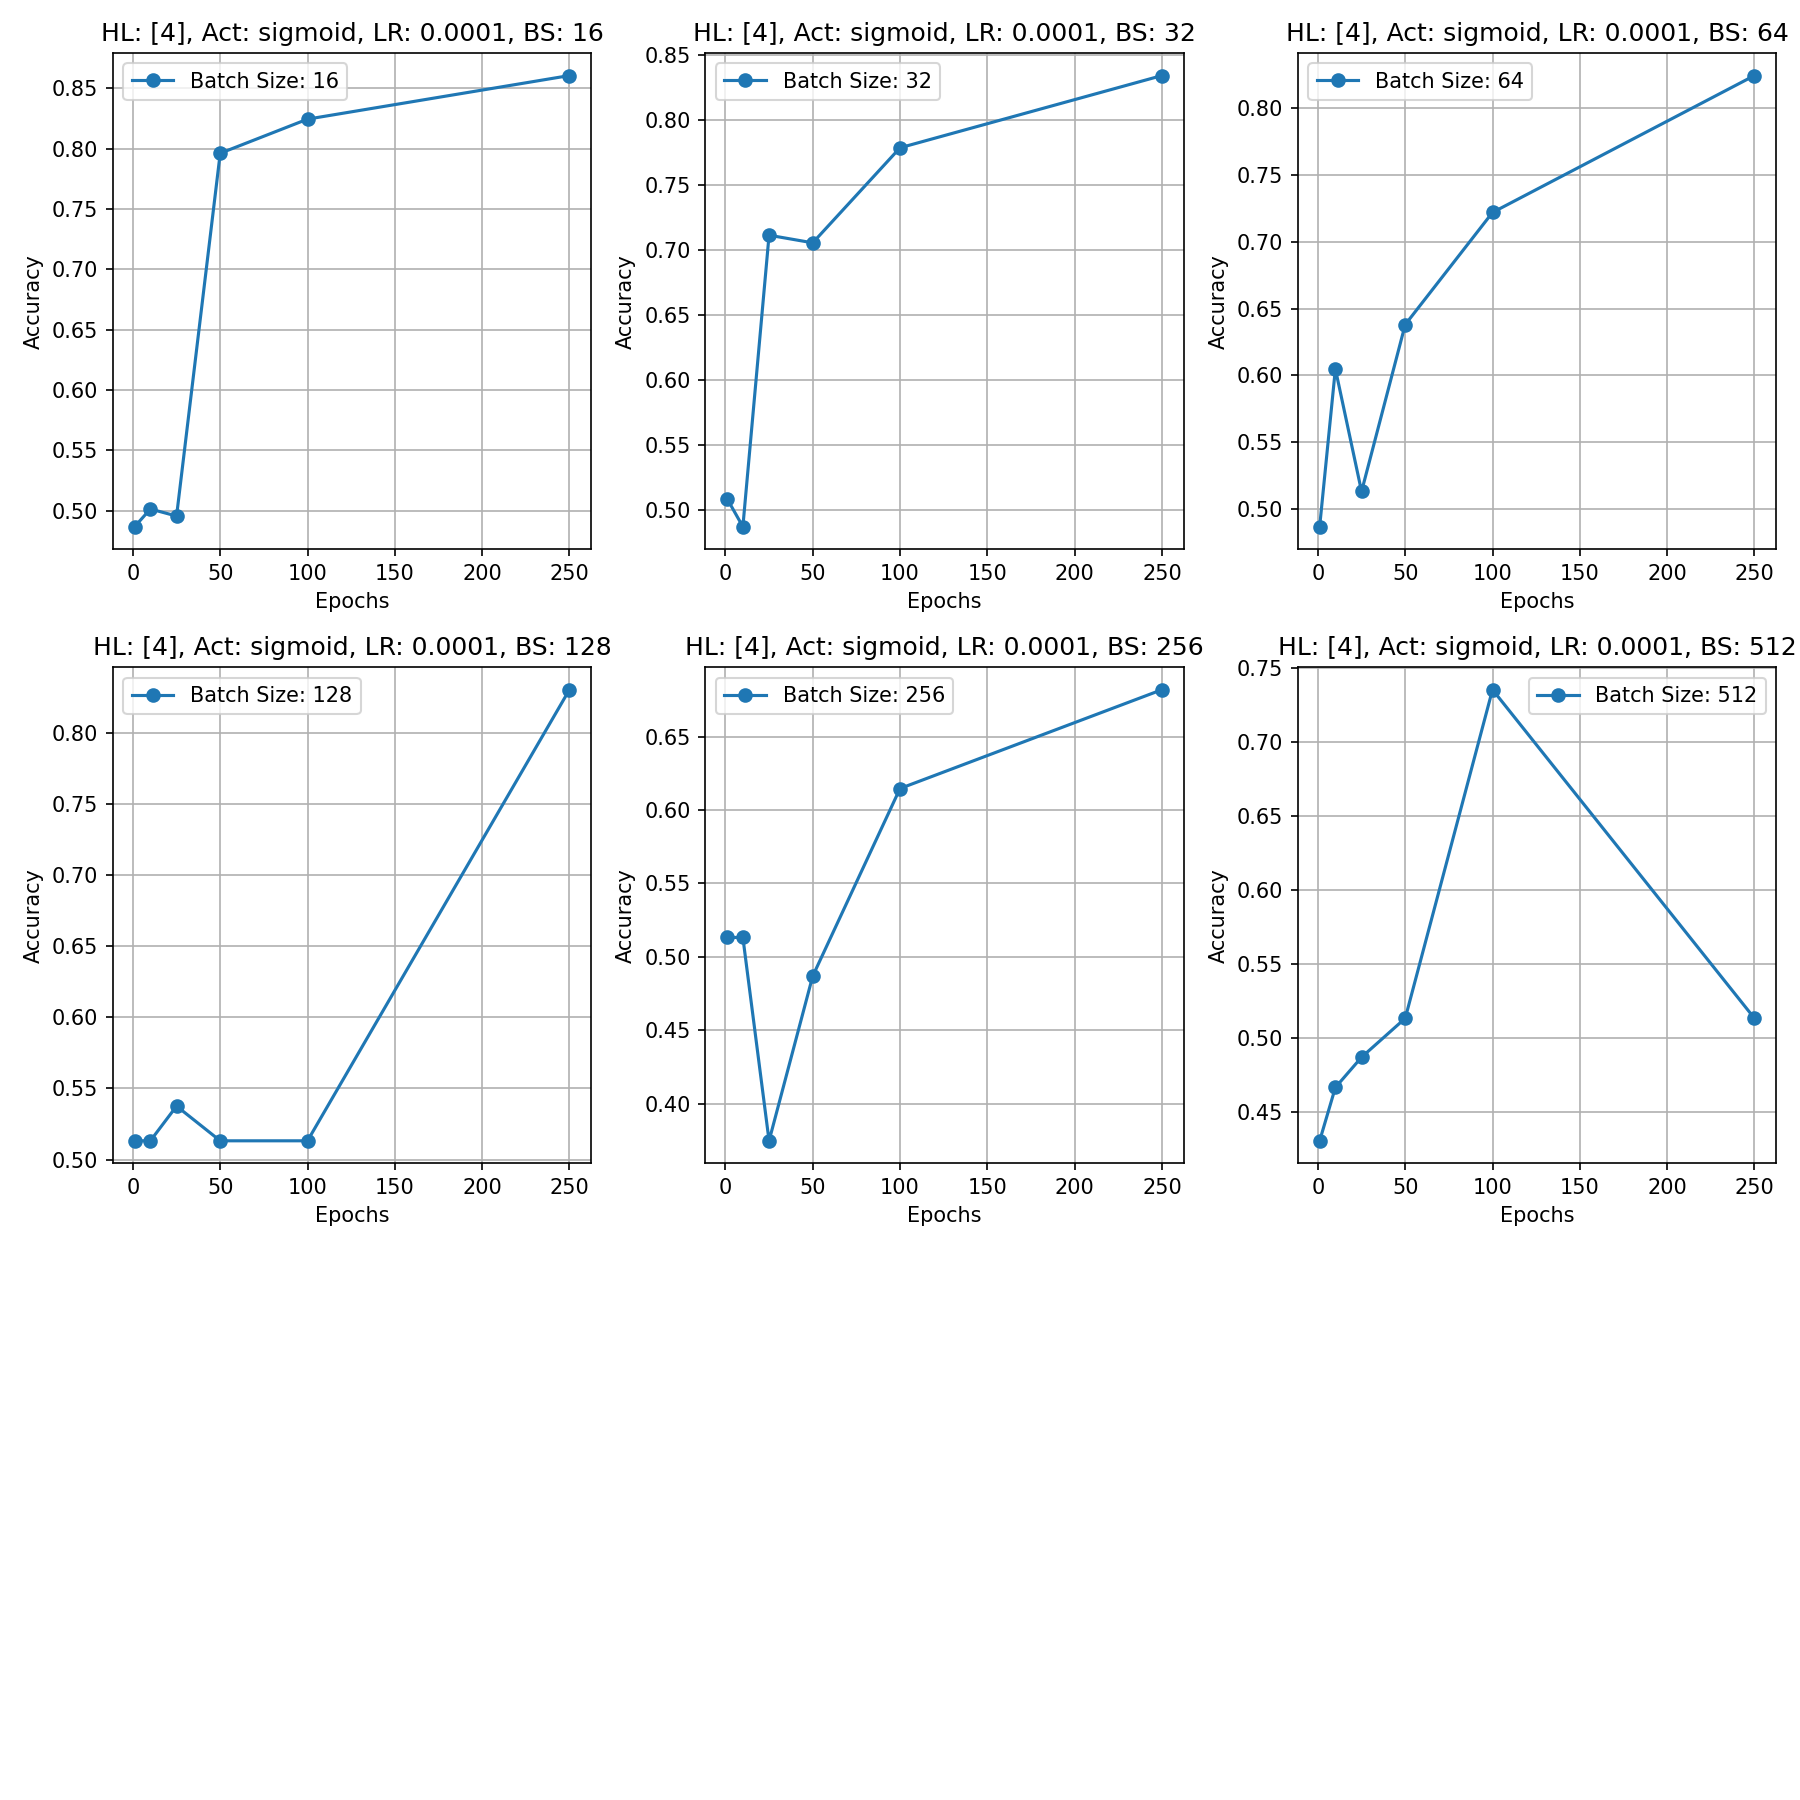 HL: [4], Act: sigmoid, LR: 0.0001, BS: 16
Batch Size: 16
Accuracy
0.85
0.80
0.75
0.70
0.65
0.60
0.55
0.50
0 50 100 150 200 250
Epochs
HL: [4], Act: sigmoid, LR: 0.0001, BS: 32
Batch Size: 32
Accuracy
0.85
0.80
0.75
0.70
0.65
0.60
0.55
0.50
0 50 100 150 200 250
Epochs
HL: [4], Act: sigmoid, LR: 0.0001, BS: 64
Batch Size: 64
Accuracy
0.80
0.75
0.70
0.65
0.60
0.55
0.50
0 50 100 150 200 250
Epochs
HL: [4], Act: sigmoid, LR: 0.0001, BS: 128
Batch Size: 128
Accuracy
0.80
0.75
0.70
0.65
0.60
0.55
0.50
0 50 100 150 200 250
Epochs
HL: [4], Act: sigmoid, LR: 0.0001, BS: 256
Batch Size: 256
Accuracy
0.65
0.60
0.55
0.50
0.45
0.40
0 50 100 150 200 250
Epochs
HL: [4], Act: sigmoid, LR: 0.0001, BS: 512
Batch Size: 512
Accuracy
0.75
0.70
0.65
0.60
0.55
0.50
0.45
0 50 100 150 200 250
Epochs